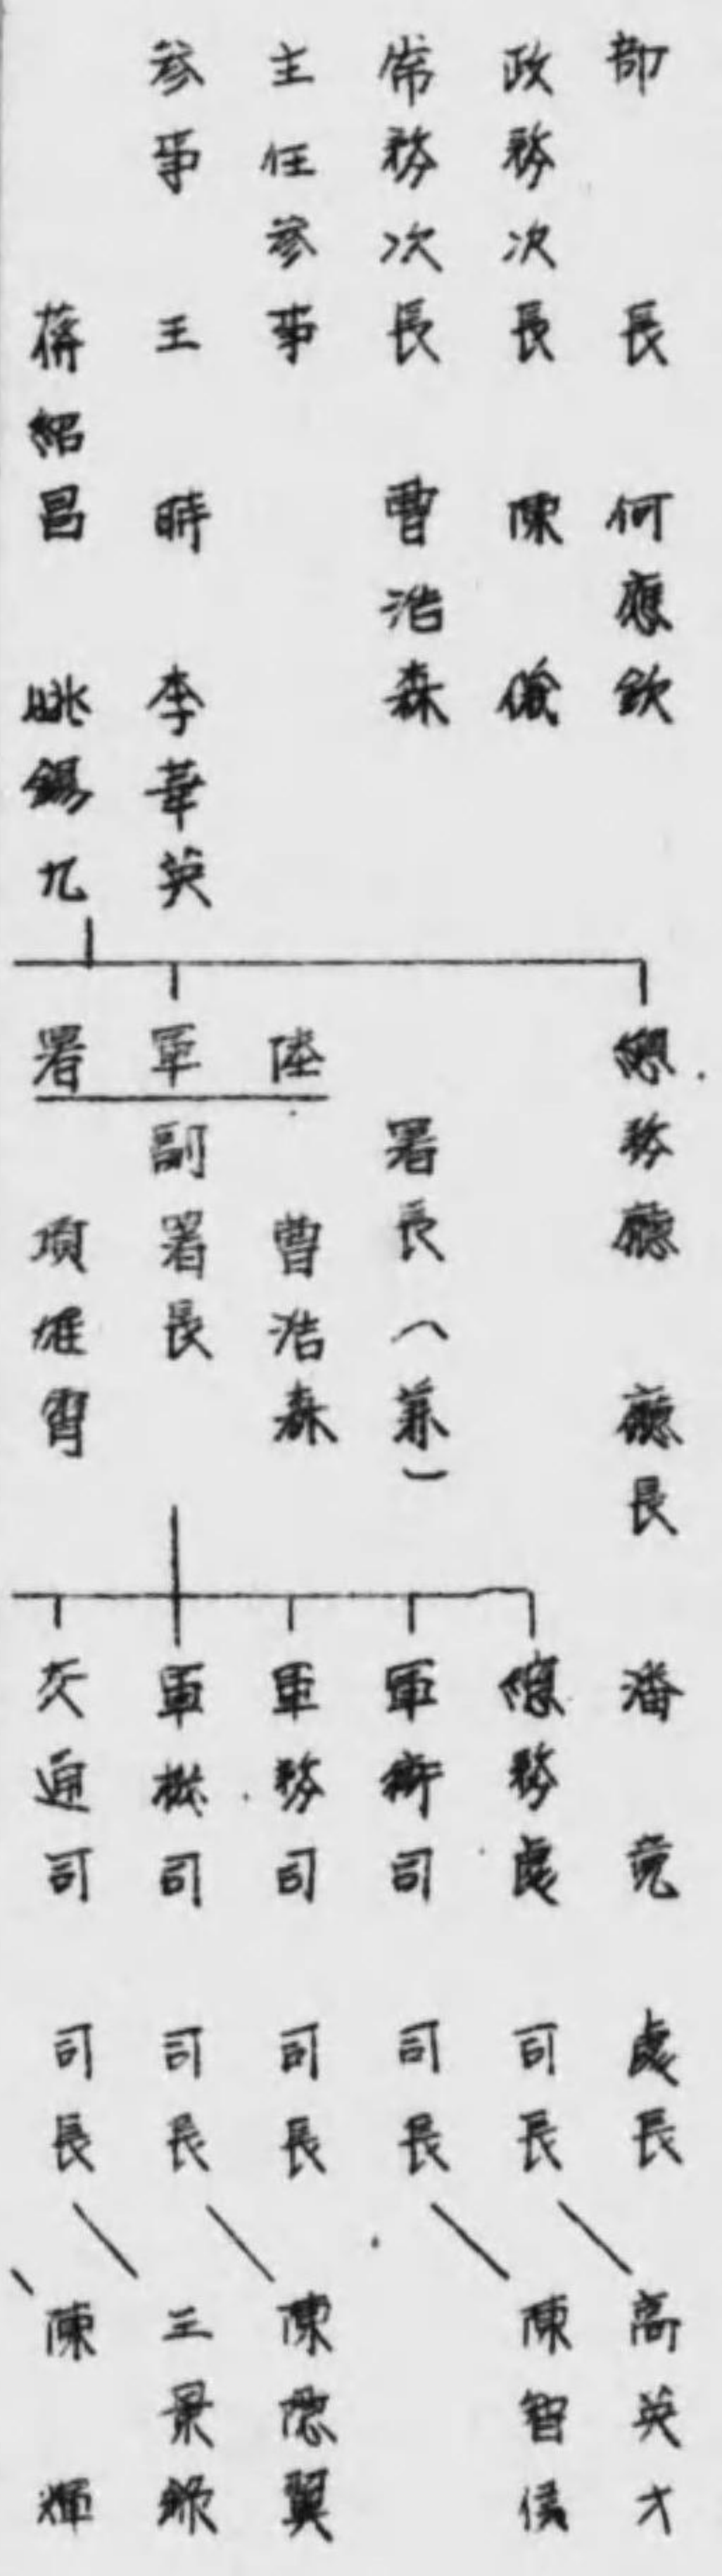 部長 何應欽
政務次長 陳儀
常務次長 曹浩森
主任參事
參事 王時 李華英
蔣紹昌 姚錫九
總務廳 廳長 潘竟
陸軍署
署長（兼）
曹浩森
副署長
項雄霄
處長
總務處 司長
軍衡司 司長
軍務司 司長
軍械司 司長
交通司 司長
高英才
陳智侯
陳隱翼
王景錄
陳輝